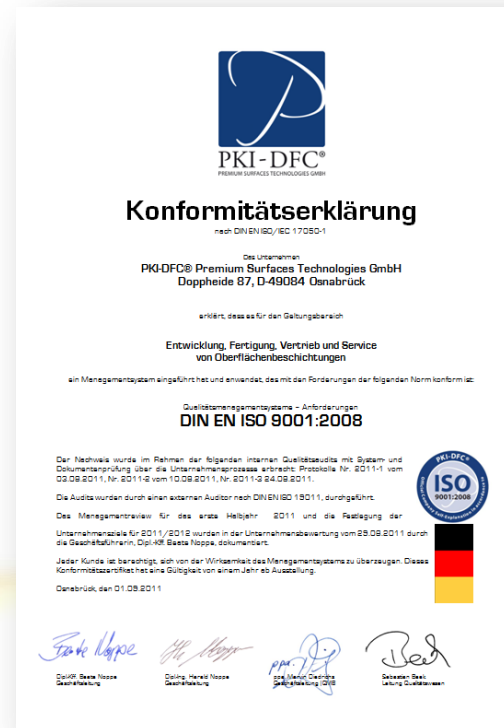 PKI-DFC®
PREMIUM SURFACES TECHNOLOGIES GMBH
Konformitätserklärung
nach DIN EN ISO/IEC 17050-1
Das Unternehmen
PKI-DFC® Premium Surfaces Technologies GmbH
Doppheide 87, D-49084 Osnabrück
erklärt, dass es für den Geltungsbereich
Entwicklung, Fertigung, Vertrieb und Service
von Oberflächenbeschichtungen
ein Managementsystem eingeführt hat und anwendet, das mit den Forderungen der folgenden Norm konform ist:
Qualitätsmanagementsysteme – Anforderungen
DIN EN ISO 9001:2008
Der Nachweis wurde im Rahmen der folgenden internen Qualitätsaudits mit System- und
Dokumentenprüfung über die Unternehmensprozesse erbracht: Protokolle Nr. 2011-1 vom
03.08.2011, Nr. 2011-2 vom 10.08.2011, Nr. 2011-3 24.08.2011.
Die Audits wurden durch einen externen Auditor nach DIN EN ISO 19011, durchgeführt.
Das Managementreview für das erste Halbjahr 2011 und die Festlegung der
Unternehmensziele für 2011/2012 wurden in der Unternehmensbewertung vom 29.08.2011 durch
die Geschäftsführerin, Dipl.-Kff. Beate Noppe, dokumentiert.
Jeder Kunde ist berechtigt, sich von der Wirksamkeit des Managementsystems zu überzeugen. Dieses
Konformitätszertifikat hat eine Gültigkeit von einem Jahr ab Ausstellung.
Osnabrück, den 01.09.2011
PKI-DFC®
ISO
9001:2008
Beate Noppe
Dipl.-Kff. Beate Noppe
Geschäftsleitung
Dipl.-Ing. Harald Noppe
Geschäftsleitung
ppa.
ppa. Marvin Diedrichs
Geschäftsleitung
Beek
Sebastian Beek
Leitung Qualitätswesen